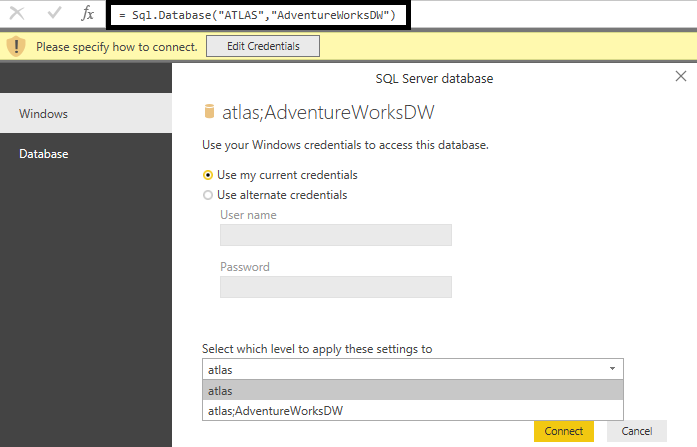 fx = Sql.Database("ATLAS","AdventureWorksDW")
Please specify how to connect. Edit Credentials
SQL Server database
Windows
Database
atlas;AdventureWorksDW
Use your Windows credentials to access this database.
Use my current credentials
Use alternate credentials
User name
Password
Select which level to apply these settings to
atlas
atlas
atlas;AdventureWorksDW
Connect Cancel